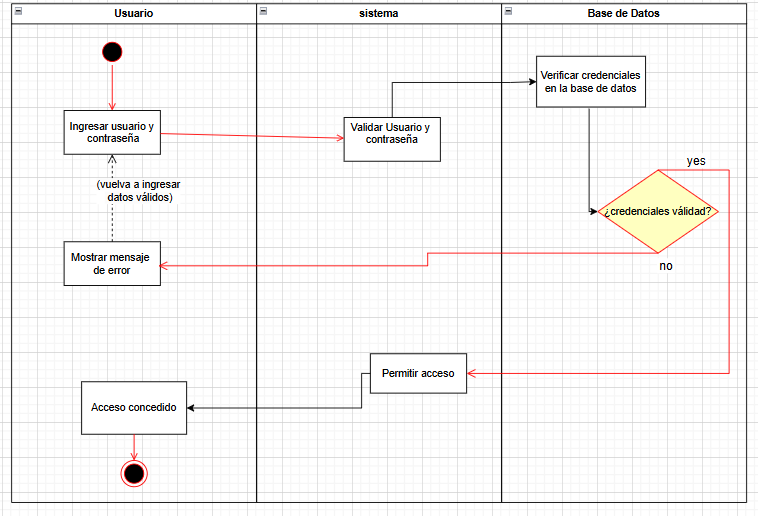 Usuario
sistema
Base de Datos
Verificar credenciales
en la base de datos
Ingresar usuario y
contraseña
Validar Usuario y
contraseña
yes
(vuelva a ingresar
datos válidos)
¿credenciales válidad?
Mostrar mensaje
de error
no
Permitir acceso
Acceso concedido